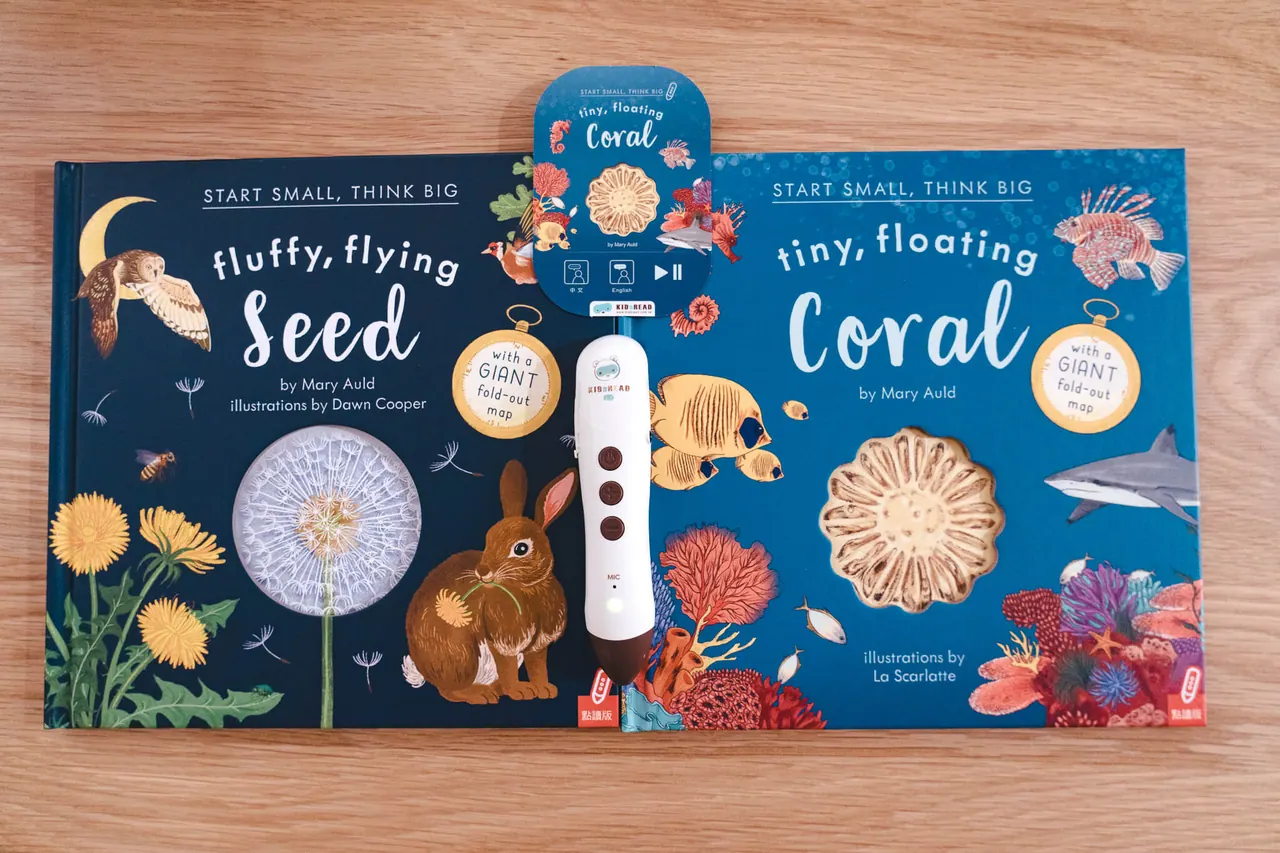 START SMALL, THINK BIG
fluffy, flying
Seed
by Mary Auld
illustrations by Dawn Cooper
with a
GIANT
fold-out
map
點讀版
START SMALL, THINK BIG
tiny, floating
Coral
by Mary Auld
中文
English
KIDSREAD
KIDSREAD
MIC
START SMALL, THINK BIG
tiny, floating
Coral
by Mary Auld
with a
GIANT
fold-out
map
illustrations by
La Scarlatte
點讀版